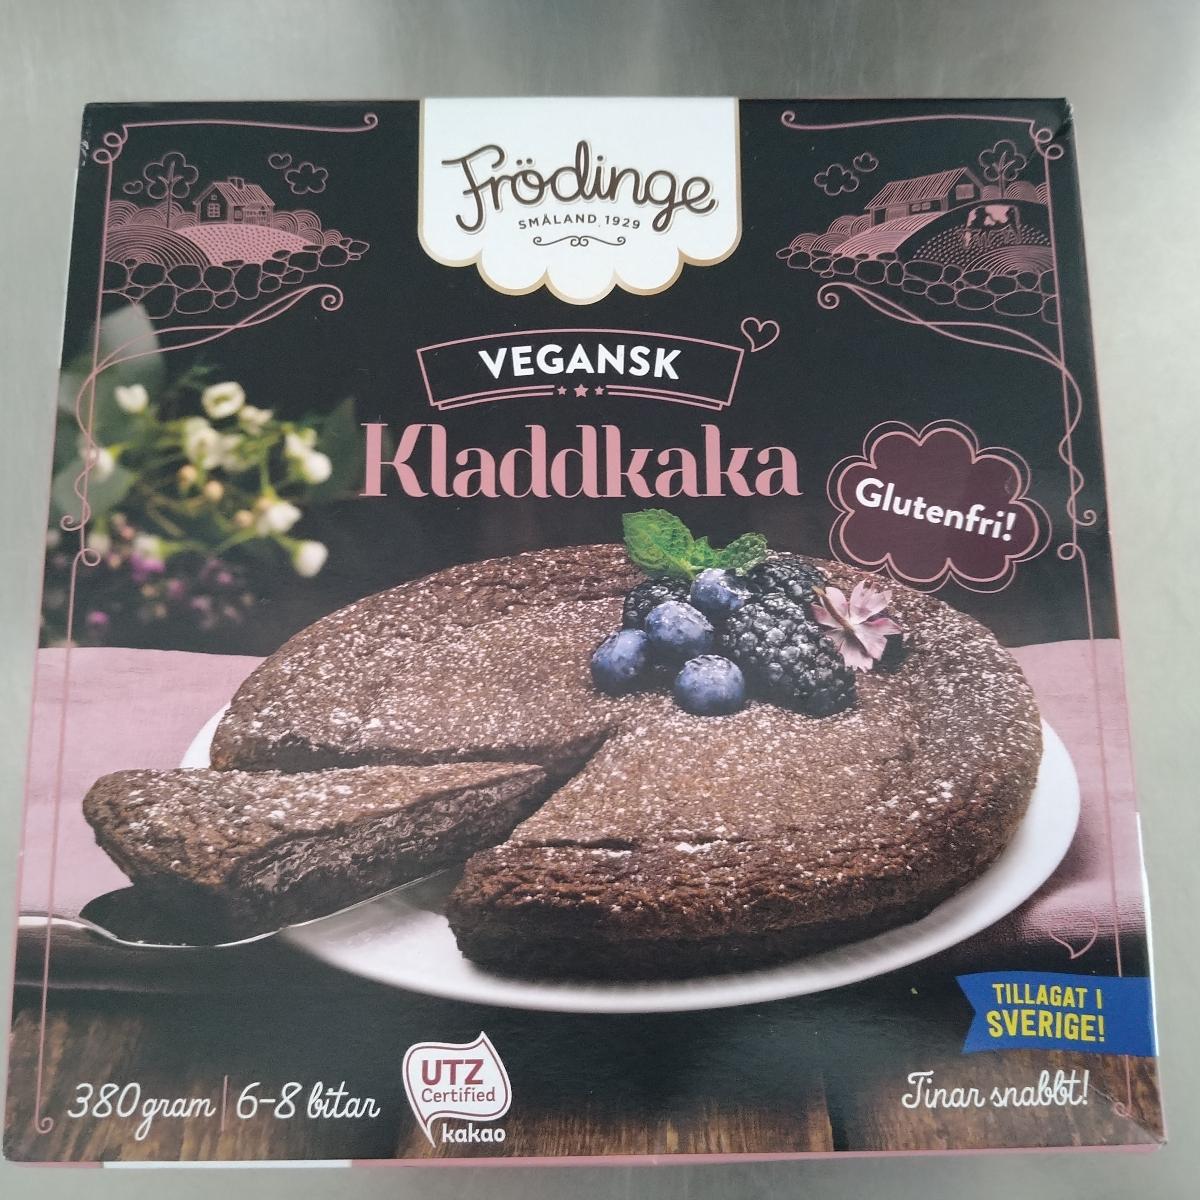 Frödinge
SMÅLAND 1929
VEGANSK
Kladdkaka
Glutenfri!
TILLAGAT I
SVERIGE!
380 gram | 6-8 bitar
UTZ
Certified
kakao
Tinar snabbt!